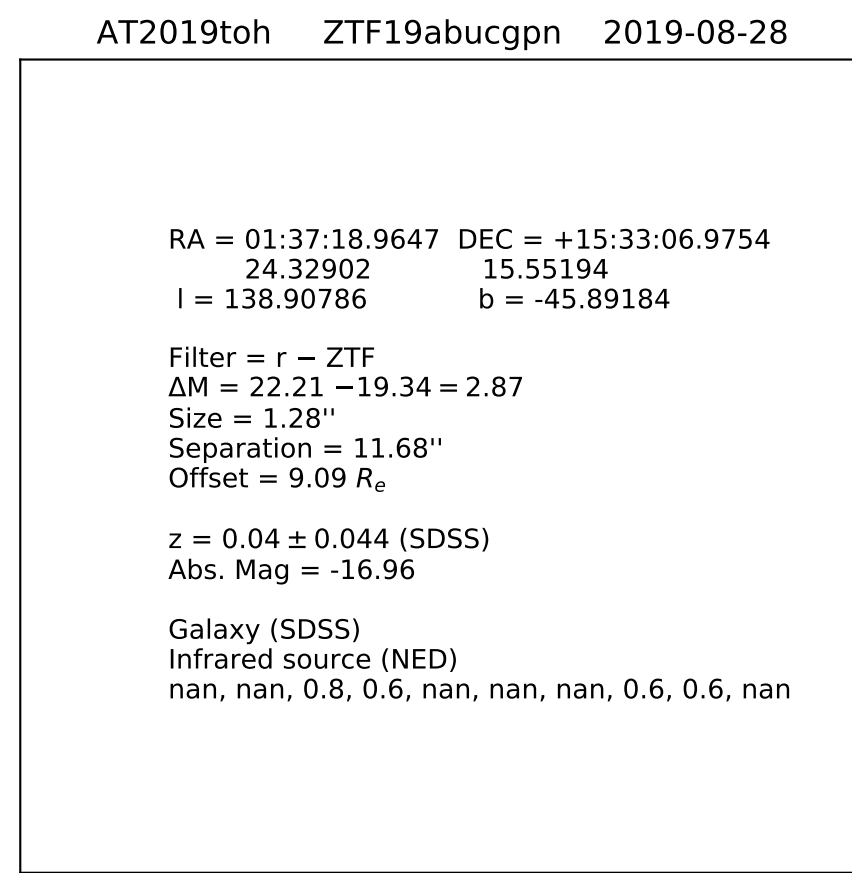 AT2019toh ZTF19abucgpn 2019-08-28
RA = 01:37:18.9647 DEC = +15:33:06.9754
24.32902 15.55194
l = 138.90786 b = -45.89184
Filter = r − ZTF
ΔM = 22.21 −19.34 = 2.87
Size = 1.28''
Separation = 11.68''
Offset = 9.09 Rₑ
z = 0.04 ± 0.044 (SDSS)
Abs. Mag = -16.96
Galaxy (SDSS)
Infrared source (NED)
nan, nan, 0.8, 0.6, nan, nan, nan, 0.6, 0.6, nan